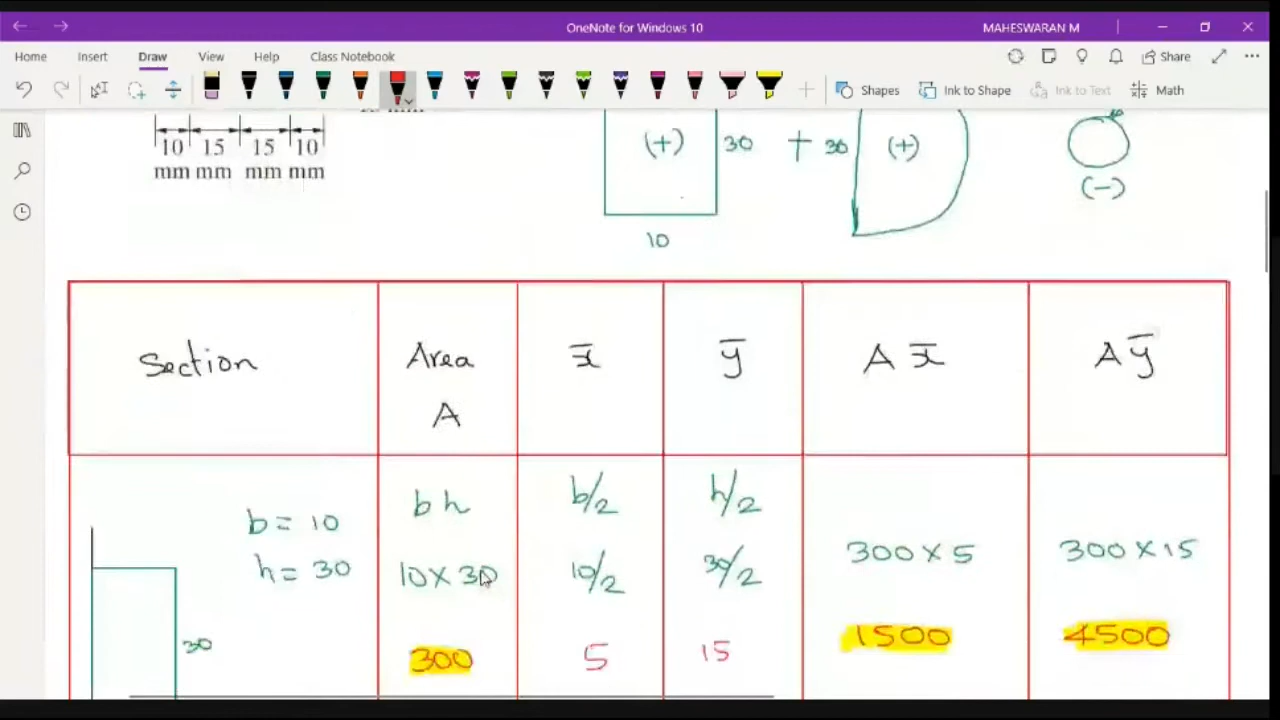 OneNote for Windows 10
MAHESWARAN M
Home Insert Draw View Help Class Notebook
Share
Shapes Ink to Shape Ink to Text Math
10 15 15 10
mm mm mm mm
(+) 30 + 30 (+)
(-)
10
Section Area A x̄ ȳ A x̄ A ȳ
b = 10
h = 30
30
b h
10 × 30
300
b/2
10/2
5
h/2
30/2
15
300 × 5
1500
300 × 15
4500